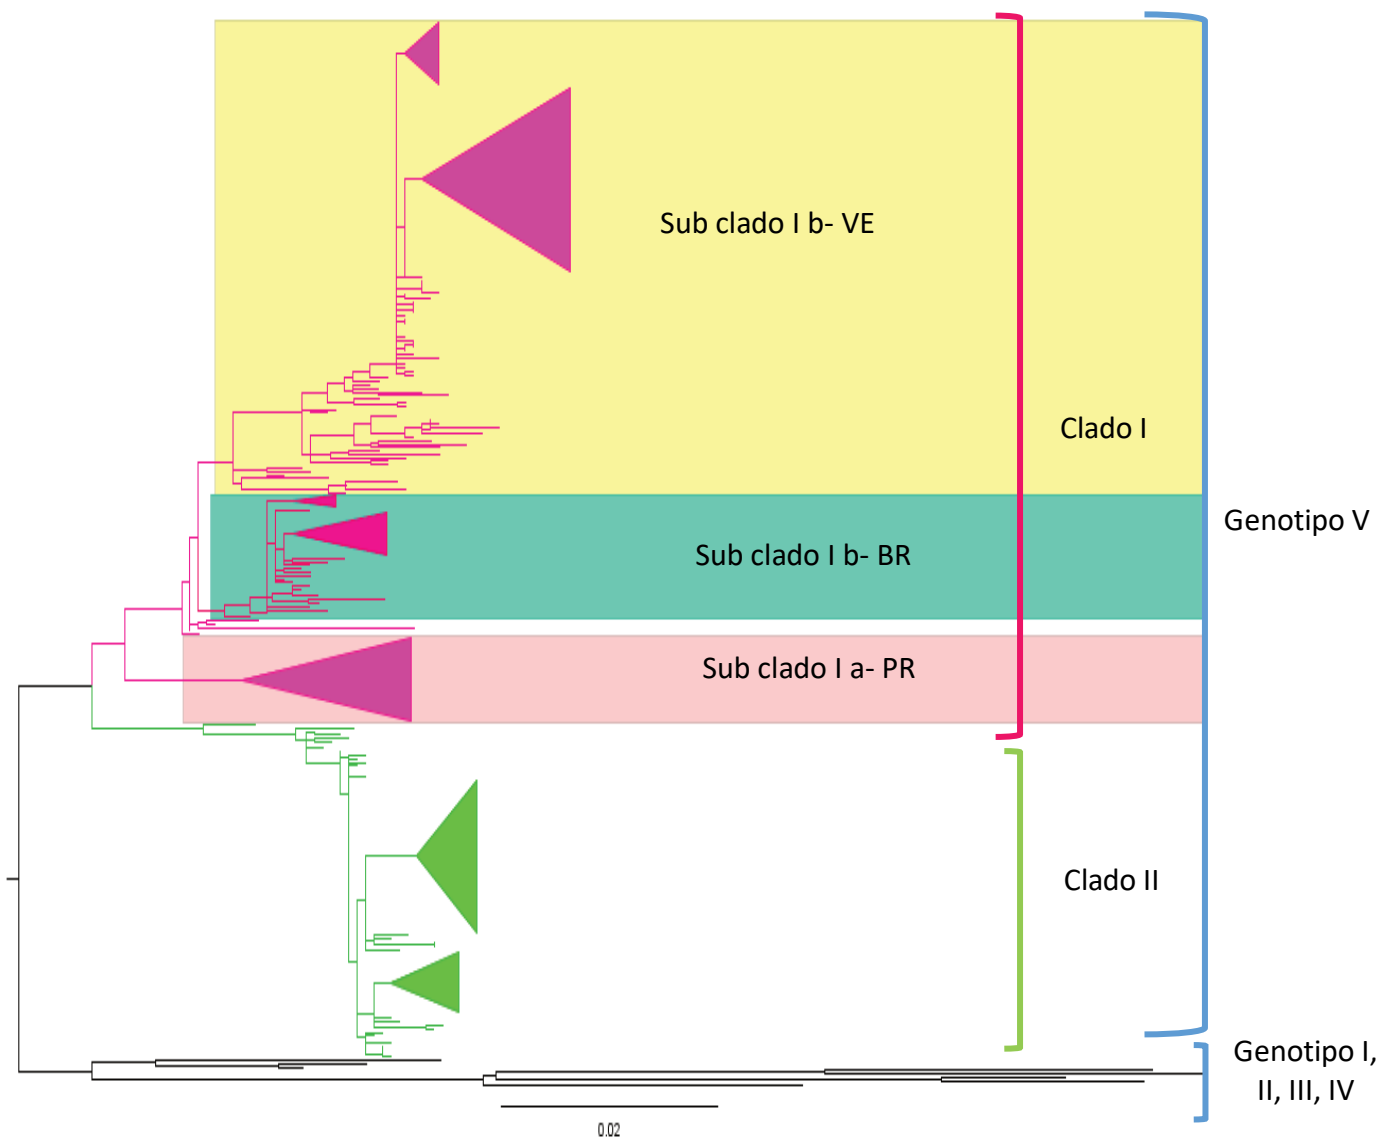 Sub clado I b- VE
Clado I
Genotipo V
Sub clado I b- BR
Sub clado I a- PR
Clado II
Genotipo I,
II, III, IV
0.02